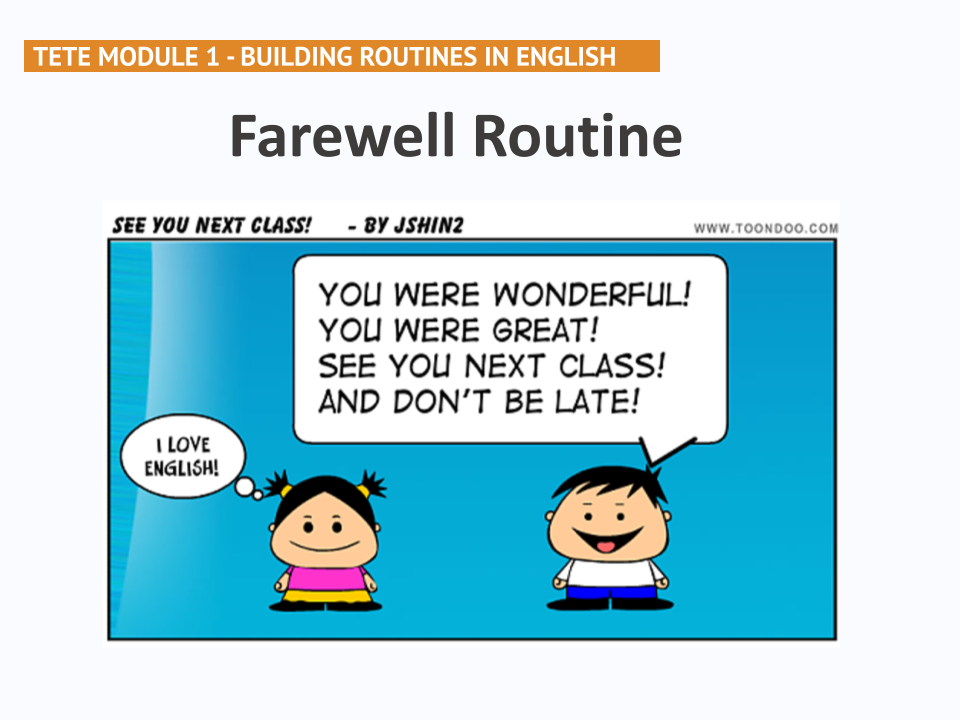 TETE MODULE 1 - BUILDING ROUTINES IN ENGLISH
Farewell Routine
SEE YOU NEXT CLASS! - BY JSHIN2
WWW.TOONDOO.COM
YOU WERE WONDERFUL!
YOU WERE GREAT!
SEE YOU NEXT CLASS!
AND DON'T BE LATE!
I LOVE
ENGLISH!